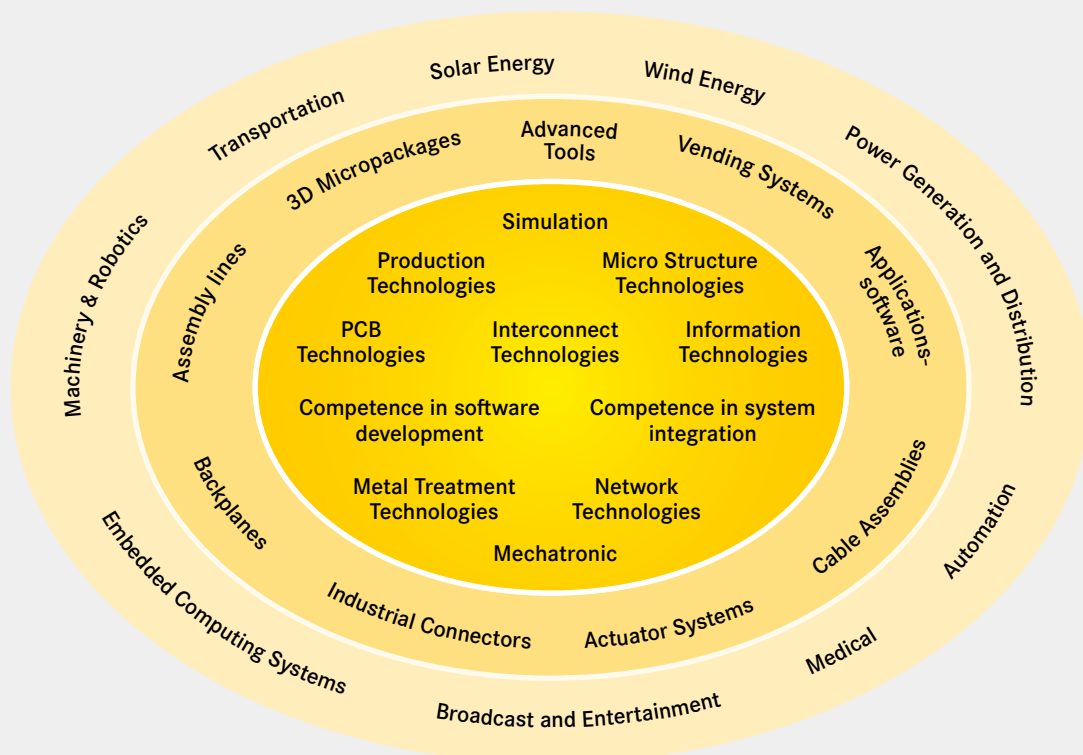 Solar Energy
Wind Energy
Transportation
Power Generation and Distribution
Machinery & Robotics
Automation
Embedded Computing Systems
Medical
Broadcast and Entertainment
3D Micropackages
Advanced
Tools
Vending Systems
Assembly lines
Applications-
software
Backplanes
Cable Assemblies
Industrial Connectors
Actuator Systems
Simulation
Production
Technologies
Micro Structure
Technologies
PCB
Technologies
Interconnect
Technologies
Information
Technologies
Competence in software
development
Competence in system
integration
Metal Treatment
Technologies
Network
Technologies
Mechatronic